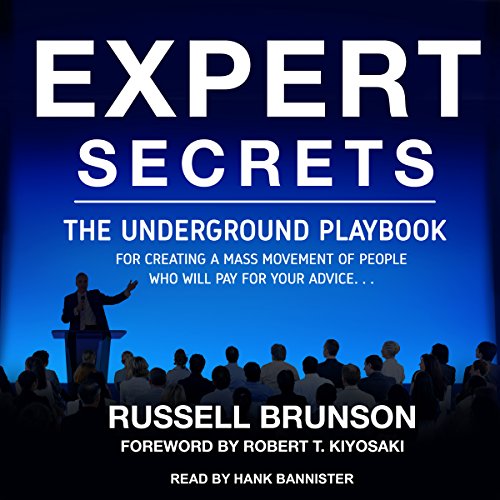 EXPERT
SECRETS
THE UNDERGROUND PLAYBOOK
FOR CREATING A MASS MOVEMENT OF PEOPLE
WHO WILL PAY FOR YOUR ADVICE. . .
RUSSELL BRUNSON
FOREWORD BY ROBERT T. KIYOSAKI
READ BY HANK BANNISTER